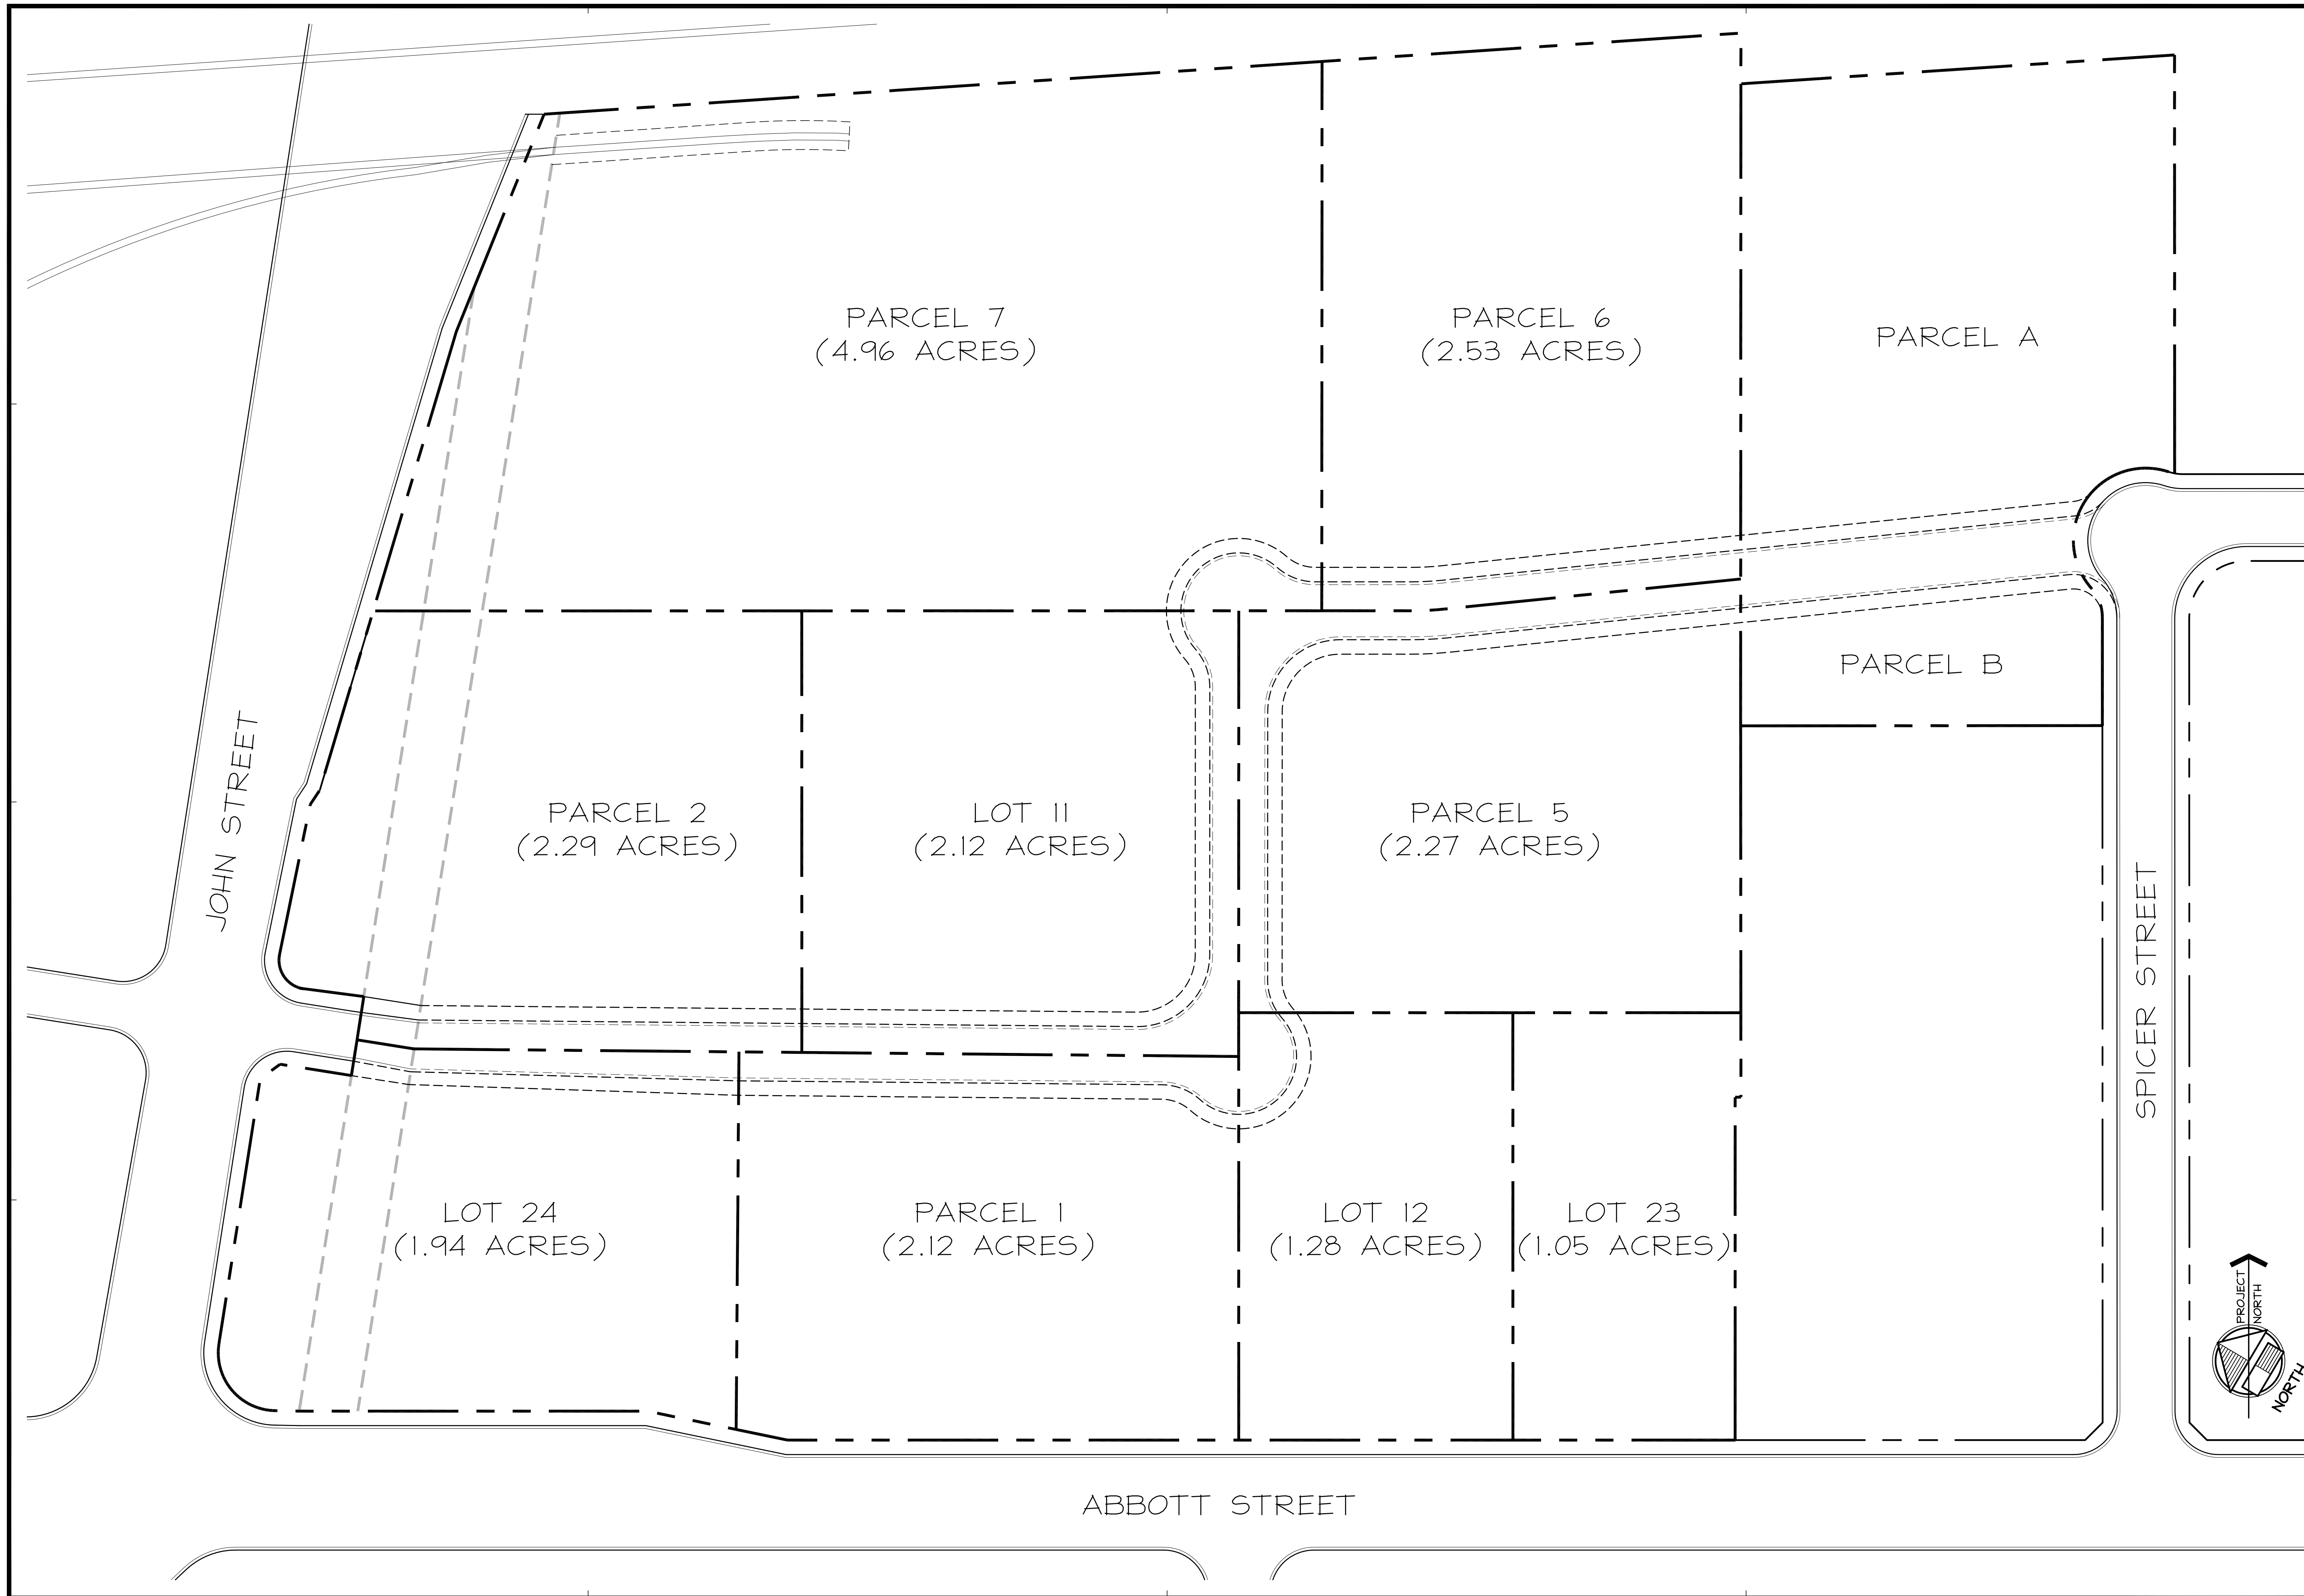 PARCEL 7
(4.96 ACRES)
PARCEL 6
(2.53 ACRES)
PARCEL A
PARCEL B
JOHN STREET
PARCEL 2
(2.29 ACRES)
LOT 11
(2.12 ACRES)
PARCEL 5
(2.27 ACRES)
SPICER STREET
LOT 24
(1.94 ACRES)
PARCEL 1
(2.12 ACRES)
LOT 12
(1.28 ACRES)
LOT 23
(1.05 ACRES)
PROJECT
NORTH
NORTH
ABBOTT STREET